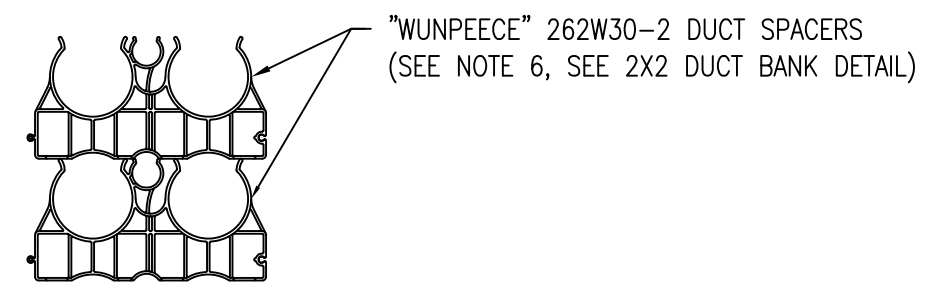 "WUNPEECE" 262W30-2 DUCT SPACERS
(SEE NOTE 6, SEE 2X2 DUCT BANK DETAIL)